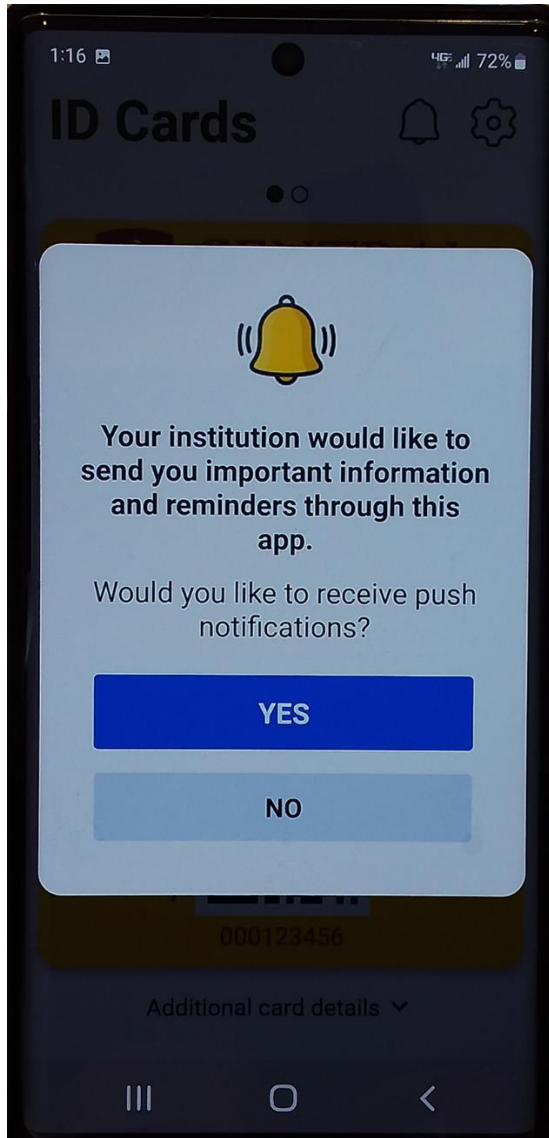 1:16 4GE 72%
ID Cards
Your institution would like to
send you important information
and reminders through this
app.
Would you like to receive push
notifications?
YES
NO
000123456
Additional card details